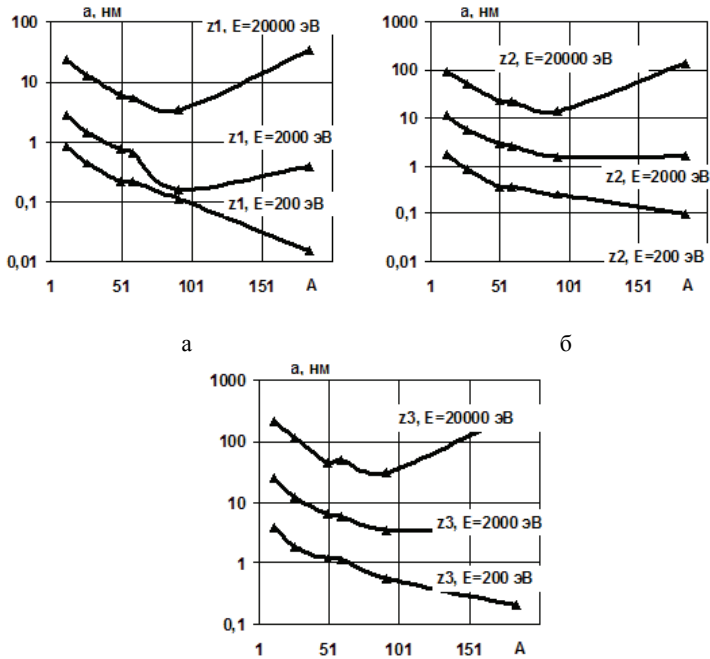 a, нм
100
10
1
0,1
0,01
z1, E=20000 эВ
z1, E=2000 эВ
z1, E=200 эВ
1 51 101 151 A
а
a, нм
1000
100
10
1
0,1
0,01
z2, E=20000 эВ
z2, E=2000 эВ
z2, E=200 эВ
1 51 101 151 A
б
a, нм
1000
100
10
1
0,1
z3, E=20000 эВ
z3, E=2000 эВ
z3, E=200 эВ
1 51 101 151 A